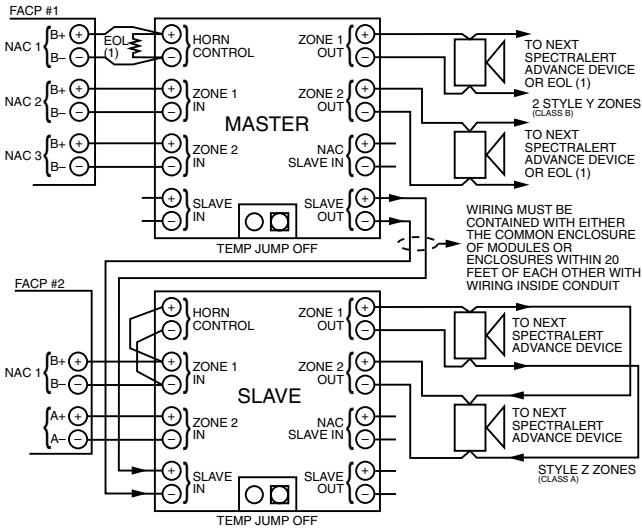 FACP #1
NAC 1
B+ +
B– –
EOL
(1)
+ HORN
– CONTROL
ZONE 1 +
OUT –
TO NEXT
SPECTRALERT
ADVANCE DEVICE
OR EOL (1)
NAC 2
B+ +
B– –
+ ZONE 1
– IN
ZONE 2 +
OUT –
2 STYLE Y ZONES
(CLASS B)
MASTER
NAC 3
B+ +
B– –
+ ZONE 2
– IN
NAC +
SLAVE IN –
TO NEXT
SPECTRALERT
ADVANCE DEVICE
OR EOL (1)
+ SLAVE
– IN
SLAVE +
OUT –
TEMP JUMP OFF
WIRING MUST BE
CONTAINED WITH EITHER
THE COMMON ENCLOSURE
OF MODULES OR
ENCLOSURES WITHIN 20
FEET OF EACH OTHER WITH
WIRING INSIDE CONDUIT
FACP #2
+ HORN
– CONTROL
ZONE 1 +
OUT –
TO NEXT
SPECTRALERT
ADVANCE DEVICE
NAC 1
B+ +
B- –
+ ZONE 1
– IN
ZONE 2 +
OUT –
SLAVE
A+ +
A– –
+ ZONE 2
– IN
NAC +
SLAVE IN –
TO NEXT
SPECTRALERT
ADVANCE DEVICE
+ SLAVE
– IN
SLAVE +
OUT –
STYLE Z ZONES
(CLASS A)
TEMP JUMP OFF